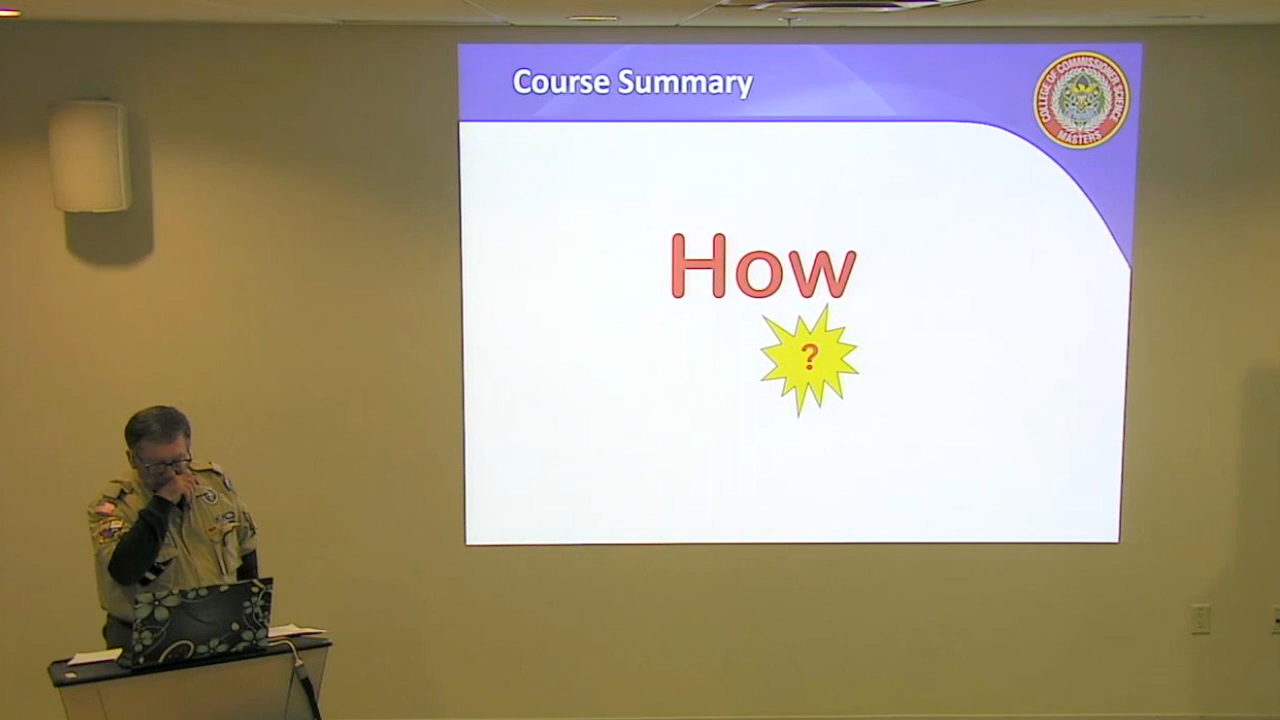 Course Summary
COLLEGE OF COMMISSIONER SCIENCE
MASTERS
How
?